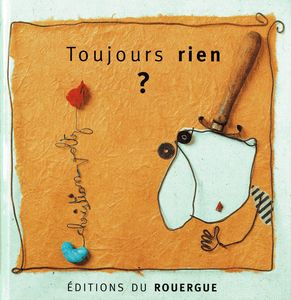 Toujours rien
?
christian voltz
ÉDITIONS DU ROUERGUE